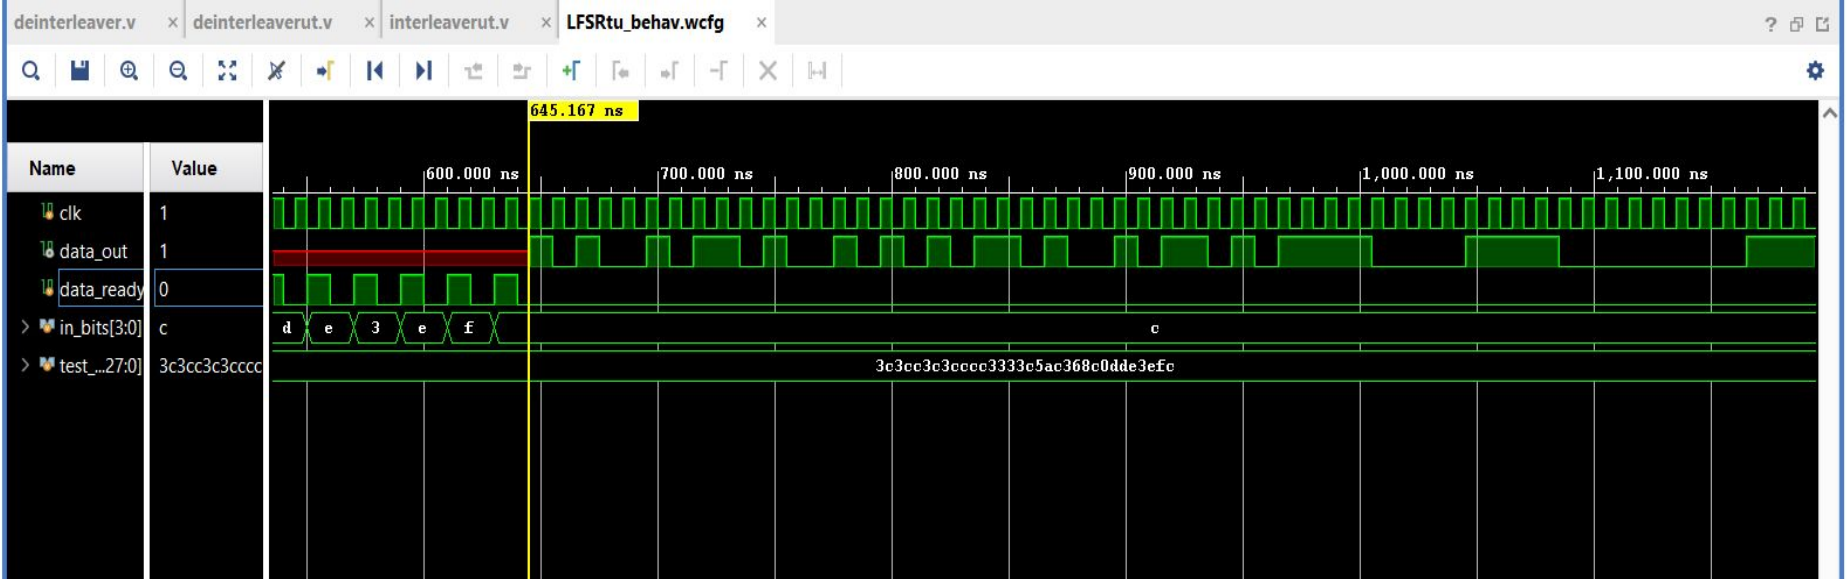 deinterleaver.v × deinterleaverut.v × interleaverut.v × LFSRtu_behav.wcfg × ?
645.167 ns
Name Value 600.000 ns 700.000 ns 800.000 ns 900.000 ns 1,000.000 ns 1,100.000 ns
clk 1
data_out 1
data_ready 0
in_bits[3:0] c d e 3 e f c
test_...27:0] 3c3cc3c3cccc 3c3cc3c3cccc3333c5ac368c0dde3efc